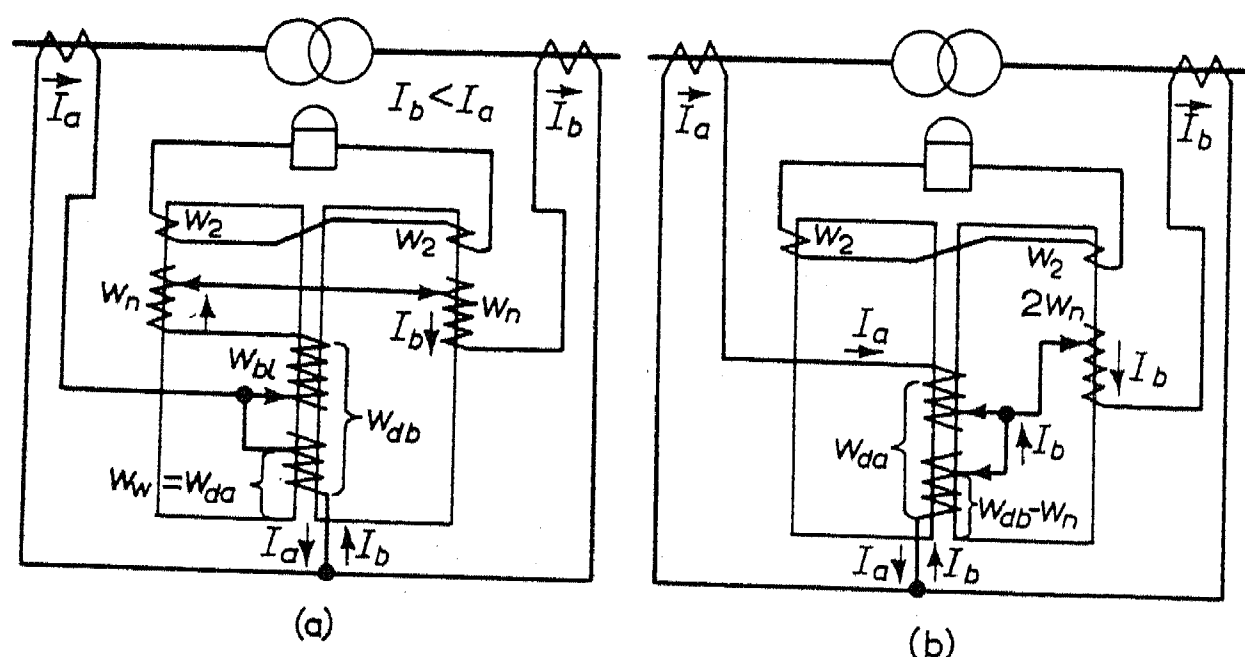 I_a
I_b < I_a
I_b
W_2
W_2
W_n
W_n
I_b
W_bl
W_db
W_w = W_da
I_a
I_b
(a)
I_a
I_b
W_2
W_2
2W_n
I_a
I_b
W_da
I_b
W_db-W_n
I_a
I_b
(b)